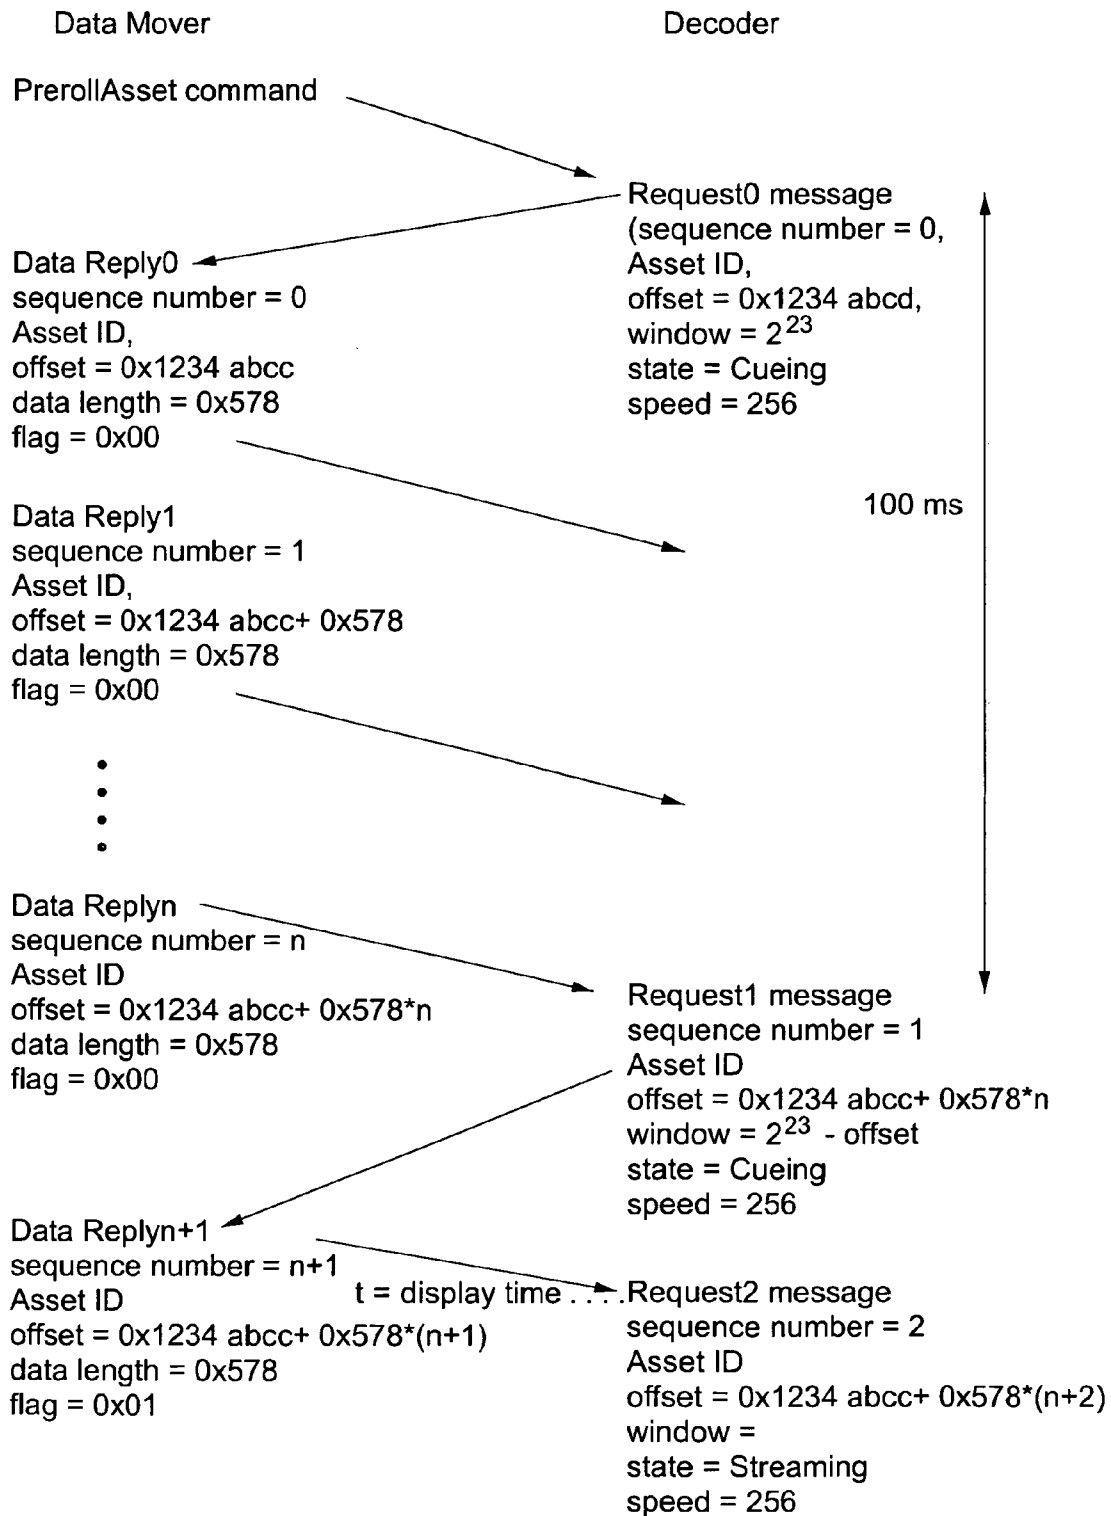 Data Mover
Decoder
PrerollAsset command
Request0 message
(sequence number = 0,
Asset ID,
offset = 0x1234 abcd,
window = 2^23
state = Cueing
speed = 256
Data Reply0
sequence number = 0
Asset ID,
offset = 0x1234 abcc
data length = 0x578
flag = 0x00
100 ms
Data Reply1
sequence number = 1
Asset ID,
offset = 0x1234 abcc+ 0x578
data length = 0x578
flag = 0x00
Data Replyn
sequence number = n
Asset ID
offset = 0x1234 abcc+ 0x578*n
data length = 0x578
flag = 0x00
Request1 message
sequence number = 1
Asset ID
offset = 0x1234 abcc+ 0x578*n
window = 2^23 - offset
state = Cueing
speed = 256
Data Replyn+1
sequence number = n+1
Asset ID
offset = 0x1234 abcc+ 0x578*(n+1)
data length = 0x578
flag = 0x01
t = display time . . . .
Request2 message
sequence number = 2
Asset ID
offset = 0x1234 abcc+ 0x578*(n+2)
window =
state = Streaming
speed = 256